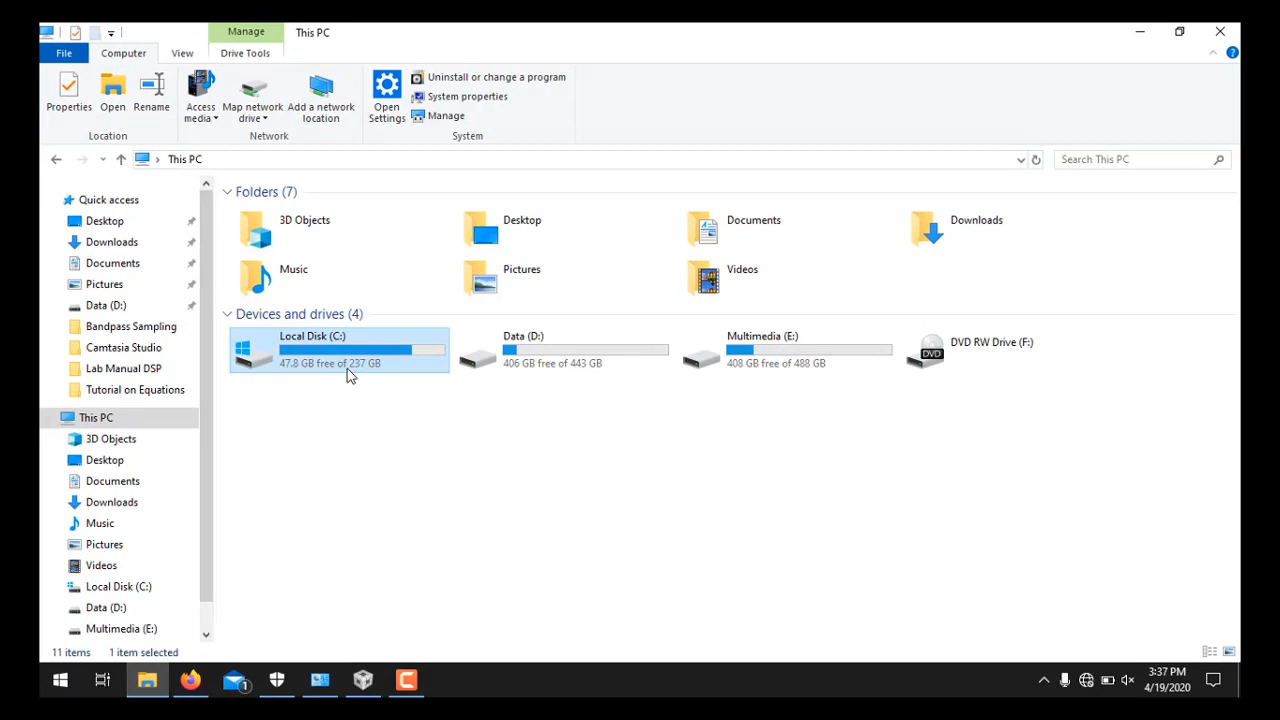 Manage
This PC
File
Computer
View
Drive Tools
Properties
Open
Rename
Location
Access media
Map network drive
Add a network location
Network
Open Settings
Uninstall or change a program
System properties
Manage
System
This PC
Search This PC
Quick access
Desktop
Downloads
Documents
Pictures
Data (D:)
Bandpass Sampling
Camtasia Studio
Lab Manual DSP
Tutorial on Equations
This PC
3D Objects
Desktop
Documents
Downloads
Music
Pictures
Videos
Local Disk (C:)
Data (D:)
Multimedia (E:)
Folders (7)
3D Objects
Desktop
Documents
Downloads
Music
Pictures
Videos
Devices and drives (4)
Local Disk (C:)
47.8 GB free of 237 GB
Data (D:)
406 GB free of 443 GB
Multimedia (E:)
408 GB free of 488 GB
DVD RW Drive (F:)
DVD
11 items
1 item selected
1
3:37 PM
4/19/2020